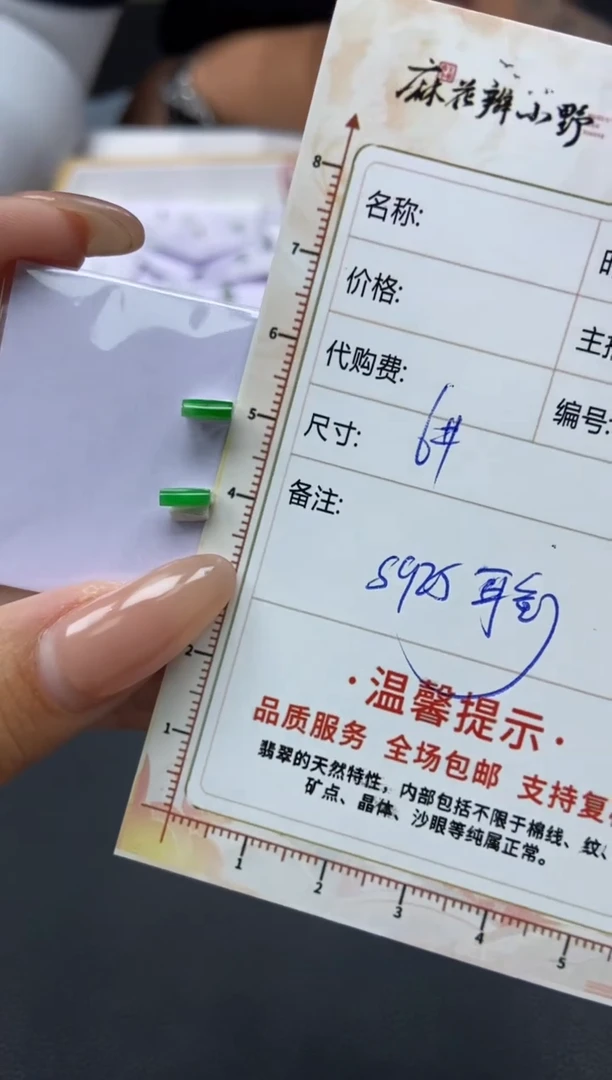 麻花辫小野
名称:
价格:
主播
代购费:
编号:
尺寸: 6#
备注:
S925 耳钉
·温馨提示·
品质服务 全场包邮 支持复
翡翠的天然特性，内部包括不限于棉线、纹、
矿点、晶体、沙眼等纯属正常。
8
7
6
5
4
2
1
1
2
3
4
5